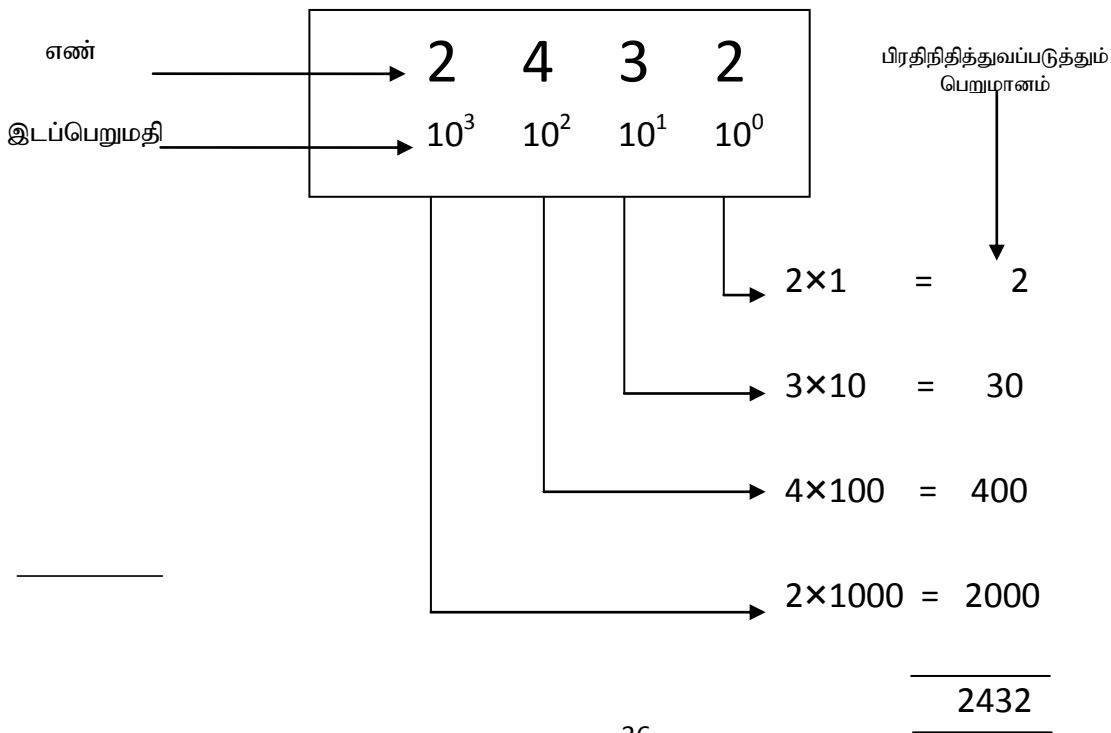 எண்
2 4 3 2
பிரதிநிதித்துவப்படுத்தும்
பெறுமானம்
இடப்பெறுமதி
10³ 10² 10¹ 10⁰
2×1 = 2
3×10 = 30
4×100 = 400
2×1000 = 2000
2432